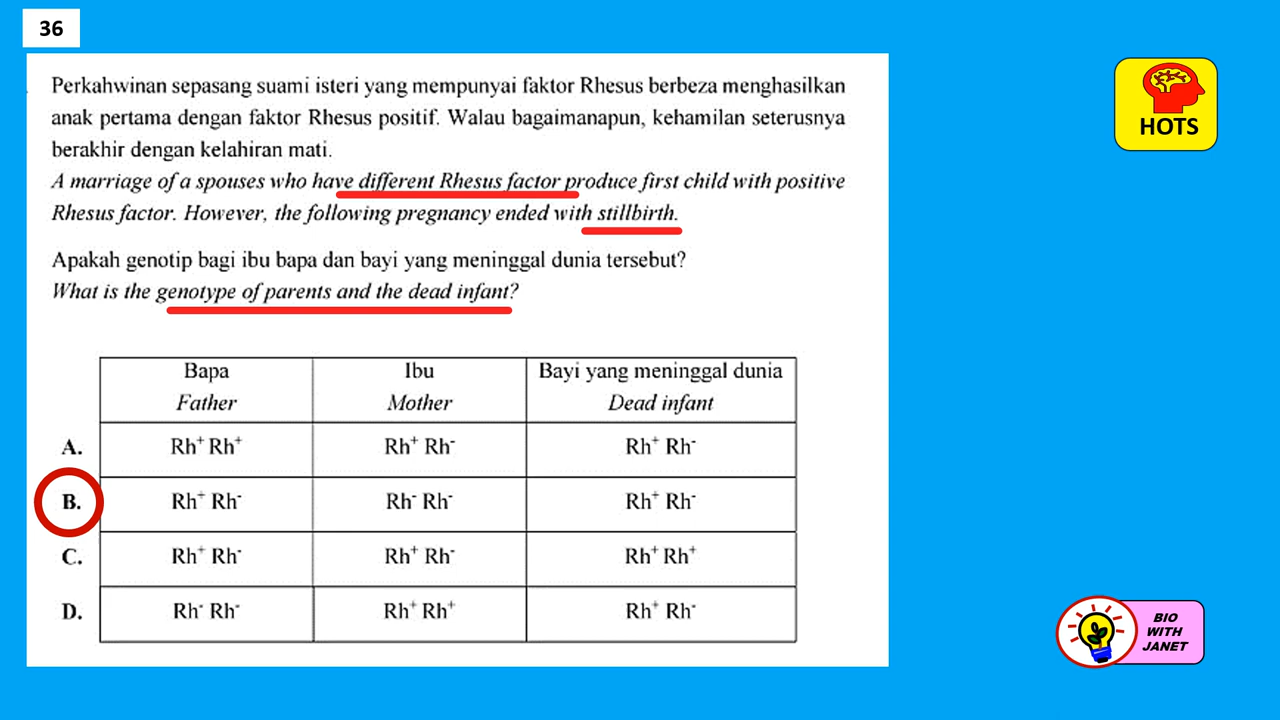 36
Perkahwinan sepasang suami isteri yang mempunyai faktor Rhesus berbeza menghasilkan
anak pertama dengan faktor Rhesus positif. Walau bagaimanapun, kehamilan seterusnya
berakhir dengan kelahiran mati.
A marriage of a spouses who have different Rhesus factor produce first child with positive
Rhesus factor. However, the following pregnancy ended with stillbirth.
Apakah genotip bagi ibu bapa dan bayi yang meninggal dunia tersebut?
What is the genotype of parents and the dead infant?
Bapa Ibu Bayi yang meninggal dunia
Father Mother Dead infant
A. Rh⁺ Rh⁺ Rh⁺ Rh⁻ Rh⁺ Rh⁻
B. Rh⁺ Rh⁻ Rh⁻ Rh⁻ Rh⁺ Rh⁻
C. Rh⁺ Rh⁻ Rh⁺ Rh⁻ Rh⁺ Rh⁺
D. Rh⁻ Rh⁻ Rh⁺ Rh⁺ Rh⁺ Rh⁻
HOTS
BIO
WITH
JANET